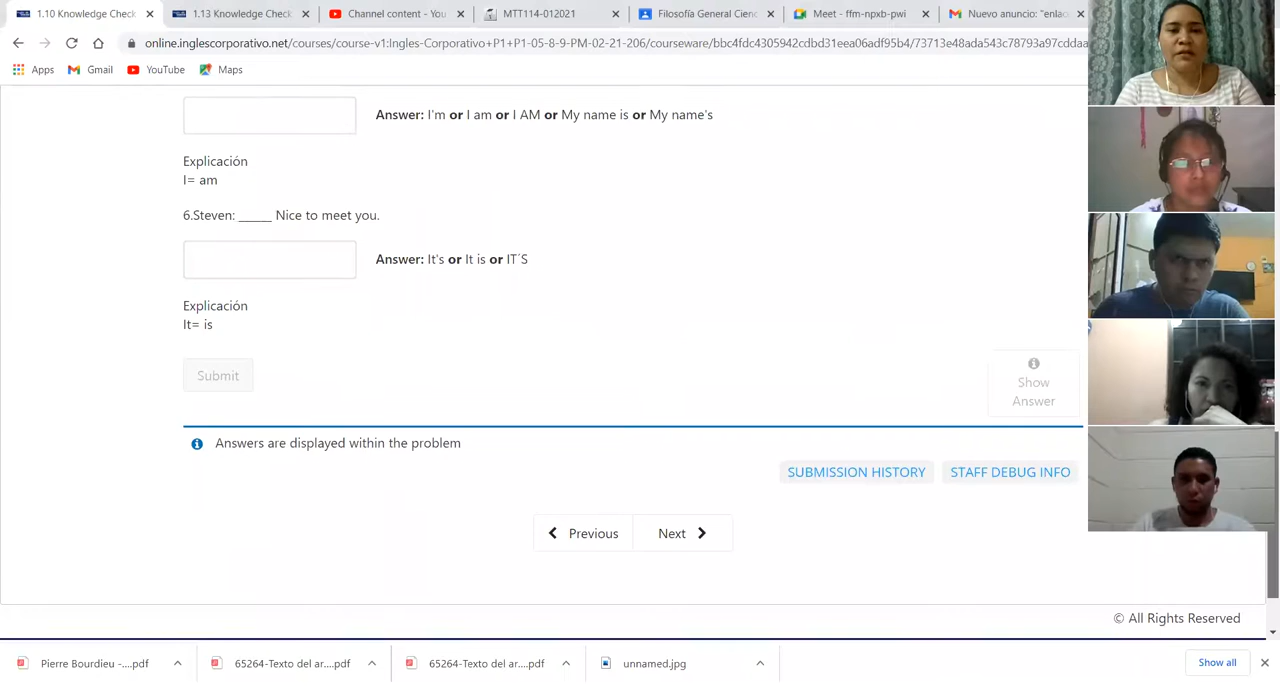 1.10 Knowledge Check
1.13 Knowledge Check
Channel content - You
MTT114-012021
Filosofía General Cienc
Meet - ffm-npxb-pwi
Nuevo anuncio: "enlac
online.inglescorporativo.net/courses/course-v1:Ingles-Corporativo+P1+P1-05-8-9-PM-02-21-206/courseware/bbc4fdc4305942cdbd31eea06adf95b4/73713e48ada543c78793a97cddaa
Apps
Gmail
YouTube
Maps
Answer: I'm or I am or I AM or My name is or My name's
Explicación
I= am
6.Steven: _____ Nice to meet you.
Answer: It's or It is or IT´S
Explicación
It= is
Submit
Show
Answer
Answers are displayed within the problem
SUBMISSION HISTORY
STAFF DEBUG INFO
Previous
Next
© All Rights Reserved
Pierre Bourdieu -....pdf
65264-Texto del ar....pdf
65264-Texto del ar....pdf
unnamed.jpg
Show all